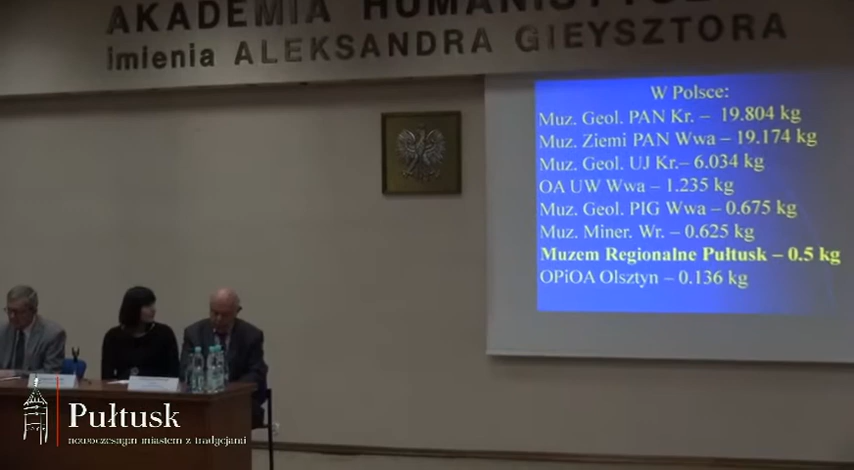 AKADEMIA HUMANISTYCZ
imienia ALEKSANDRA GIEYSZTORA
W Polsce:
Muz. Geol. PAN Kr. – 19.804 kg
Muz. Ziemi PAN Wwa – 19.174 kg
Muz. Geol. UJ Kr.– 6.034 kg
OA UW Wwa – 1.235 kg
Muz. Geol. PIG Wwa – 0.675 kg
Muz. Miner. Wr. – 0.625 kg
Muzem Regionalne Pułtusk – 0.5 kg
OPiOA Olsztyn – 0.136 kg
Pułtusk
nowoczesnym miastem z tradycjami